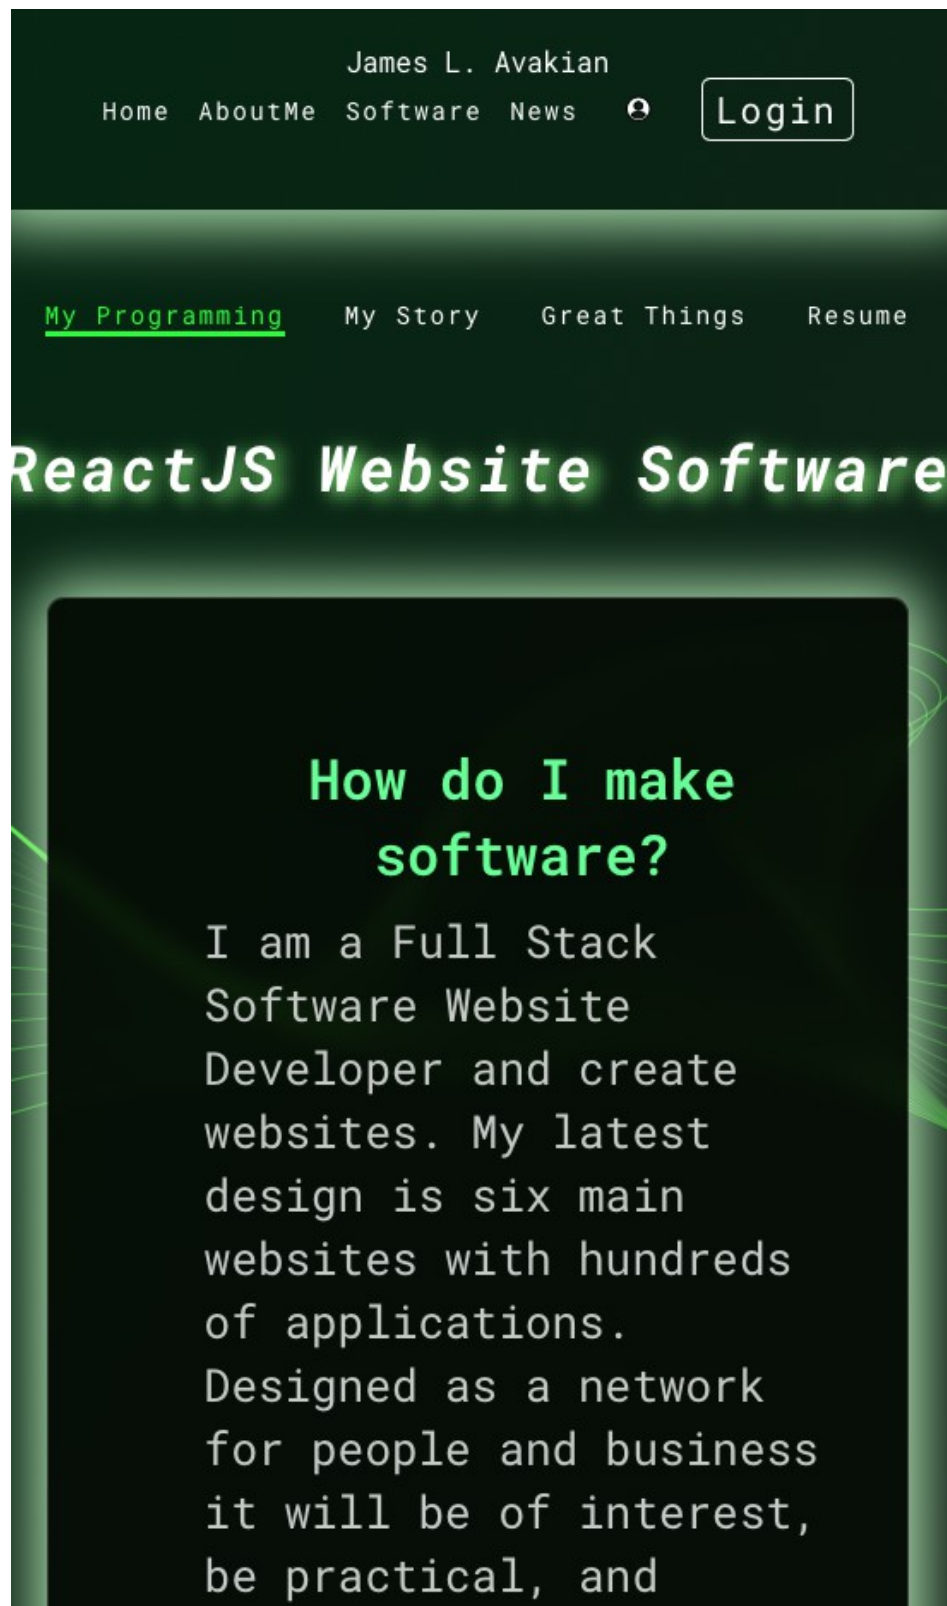 James L. Avakian
Home AboutMe Software News Login
My Programming My Story Great Things Resume
ReactJS Website Software
How do I make
software?
I am a Full Stack
Software Website
Developer and create
websites. My latest
design is six main
websites with hundreds
of applications.
Designed as a network
for people and business
it will be of interest,
be practical, and